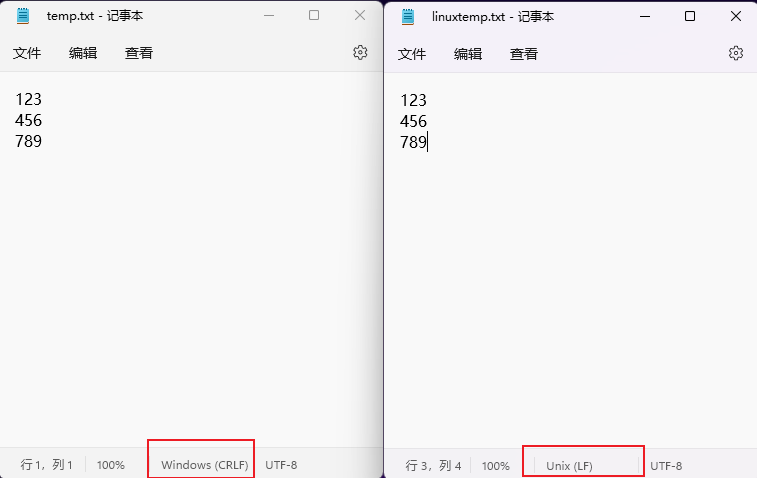 temp.txt - 记事本
文件 编辑 查看
123
456
789
行 1，列 1 100% Windows (CRLF) UTF-8
linuxtemp.txt - 记事本
文件 编辑 查看
123
456
789
行 3，列 4 100% Unix (LF) UTF-8